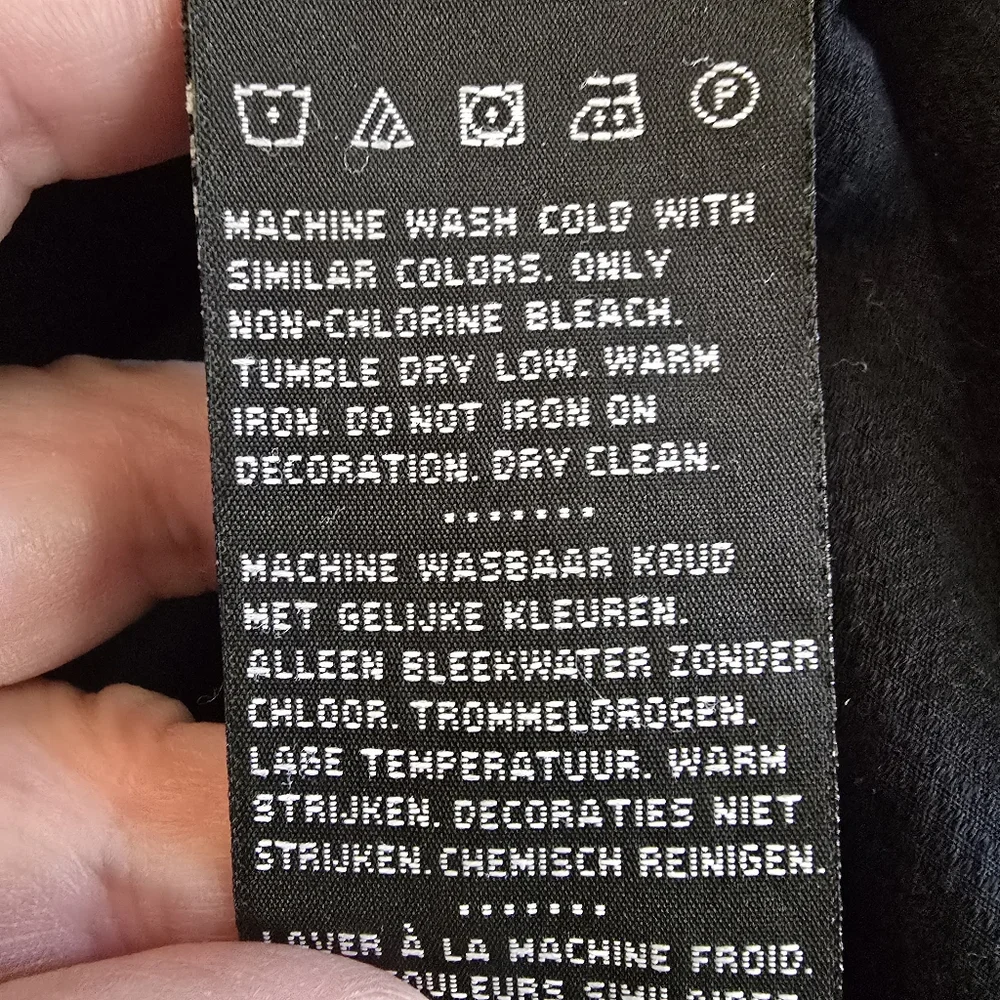 P
MACHINE WASH COLD WITH
SIMILAR COLORS. ONLY
NON-CHLORINE BLEACH.
TUMBLE DRY LOW. WARM
IRON. DO NOT IRON ON
DECORATION. DRY CLEAN.
MACHINE WASBAAR KOUD
MET GELIJKE KLEUREN.
ALLEEN BLEEKWATER ZONDER
CHLOOR. TROMMELDROGEN.
LAGE TEMPERATUUR. WARM
STRIJKEN. DECORATIES NIET
STRIJKEN. CHEMISCH REINIGEN.
LAVER À LA MACHINE FROID.